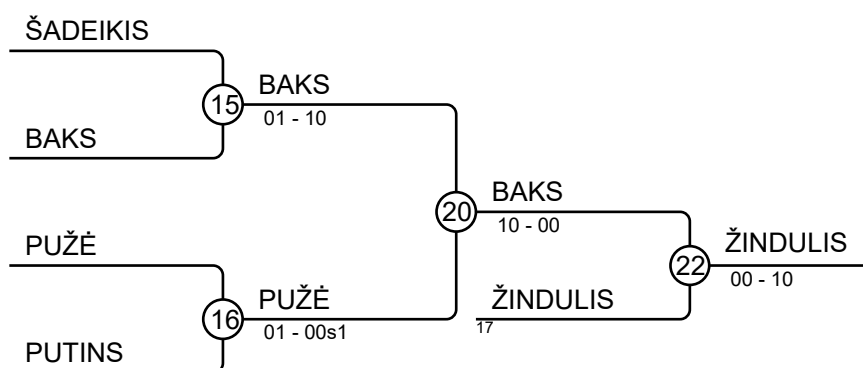 ŠADEIKIS
15
BAKS
01 - 10
BAKS
20
BAKS
10 - 00
PUŽĖ
22
ŽINDULIS
00 - 10
16
PUŽĖ
01 - 00s1
ŽINDULIS
17
PUTINS